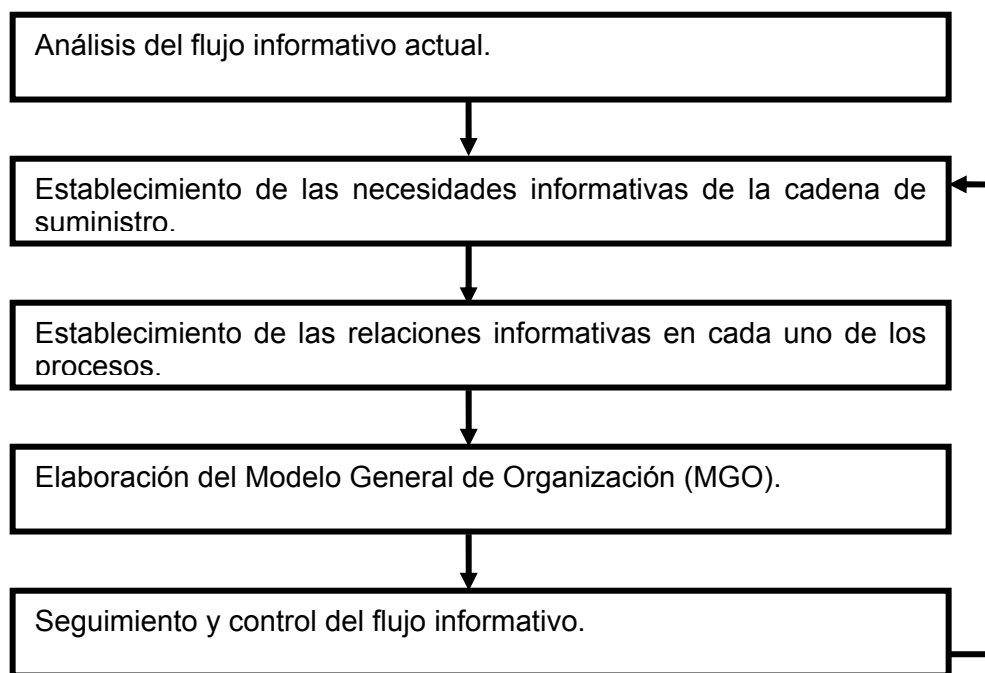 Análisis del flujo informativo actual.
Establecimiento de las necesidades informativas de la cadena de
suministro.
Establecimiento de las relaciones informativas en cada uno de los
procesos.
Elaboración del Modelo General de Organización (MGO).
Seguimiento y control del flujo informativo.